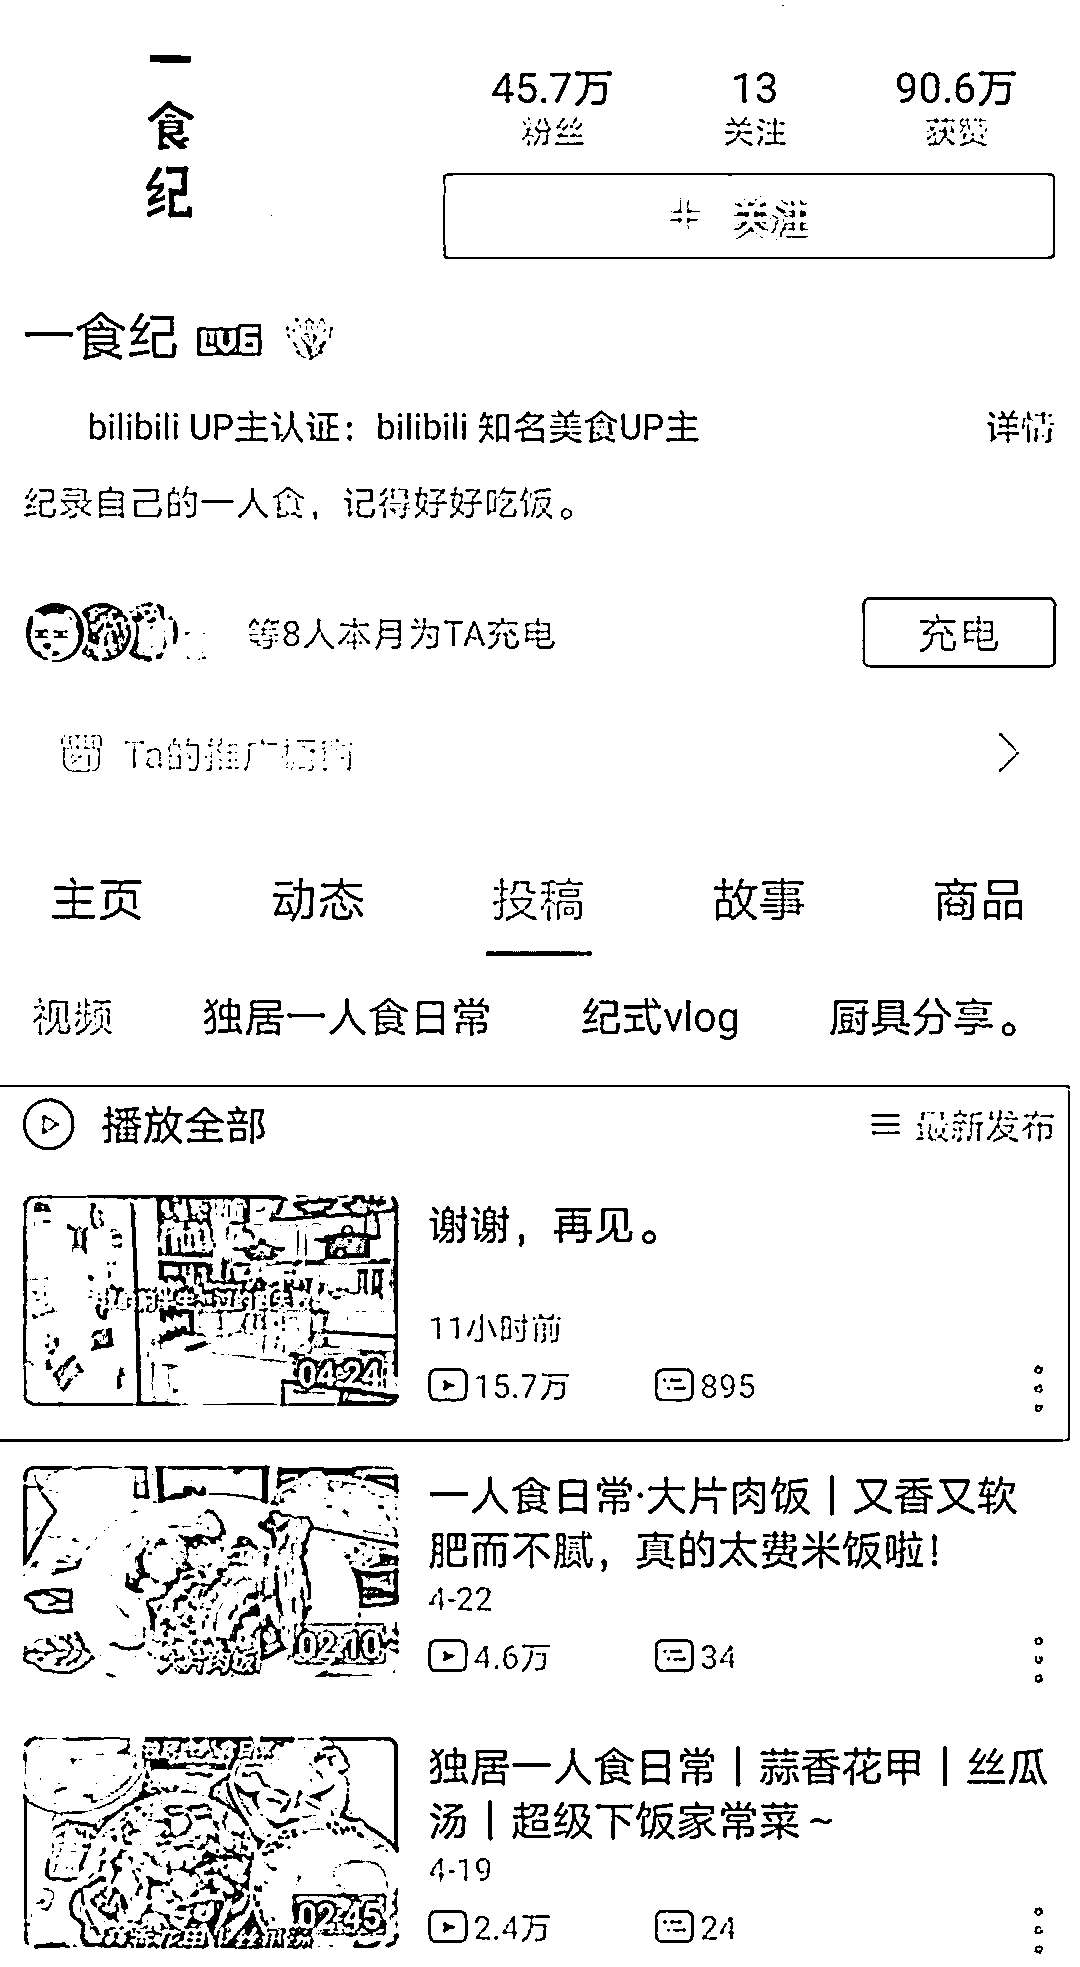 一
食
纪
45.7万 13 90.6万
粉丝 关注 获赞
关注
一食纪 LV6
bilibili UP主认证：bilibili 知名美食UP主 详情
纪录自己的一人食，记得好好吃饭。
等8人本月为TA充电 充电
Ta的推广橱窗
主页 动态 投稿 故事 商品
视频 独居一人食日常 纪式vlog 厨具分享。
播放全部 最新发布
谢谢，再见。
11小时前
04:24
15.7万 895
一人食日常·大片肉饭｜又香又软
肥而不腻，真的太费米饭啦！
4-22
大片肉饭 02:10
4.6万 34
独居一人食日常｜蒜香花甲｜丝瓜
汤｜超级下饭家常菜～
4-19
02:45
2.4万 24